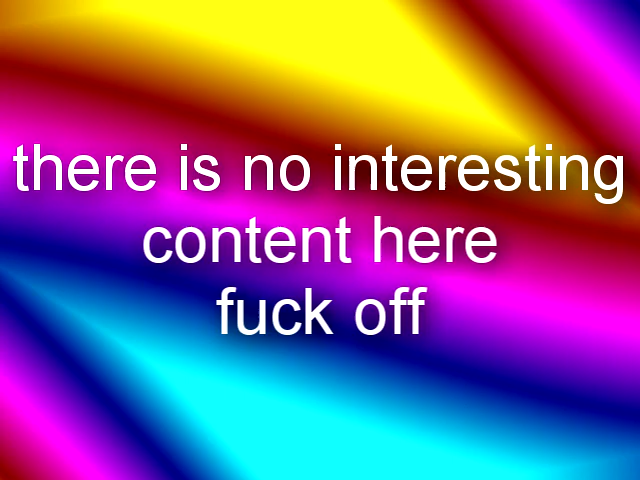 there is no interesting
content here
fuck off